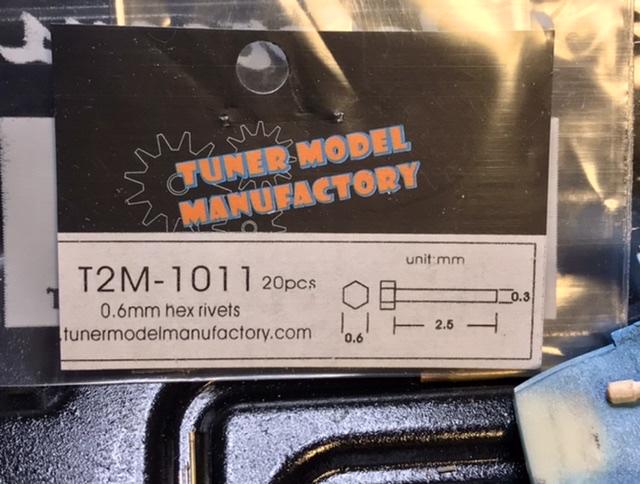 TUNER MODEL
MANUFACTORY
T2M-1011 20pcs
0.6mm hex rivets
tunermodelmanufactory.com
unit:mm
0.3
2.5
0.6